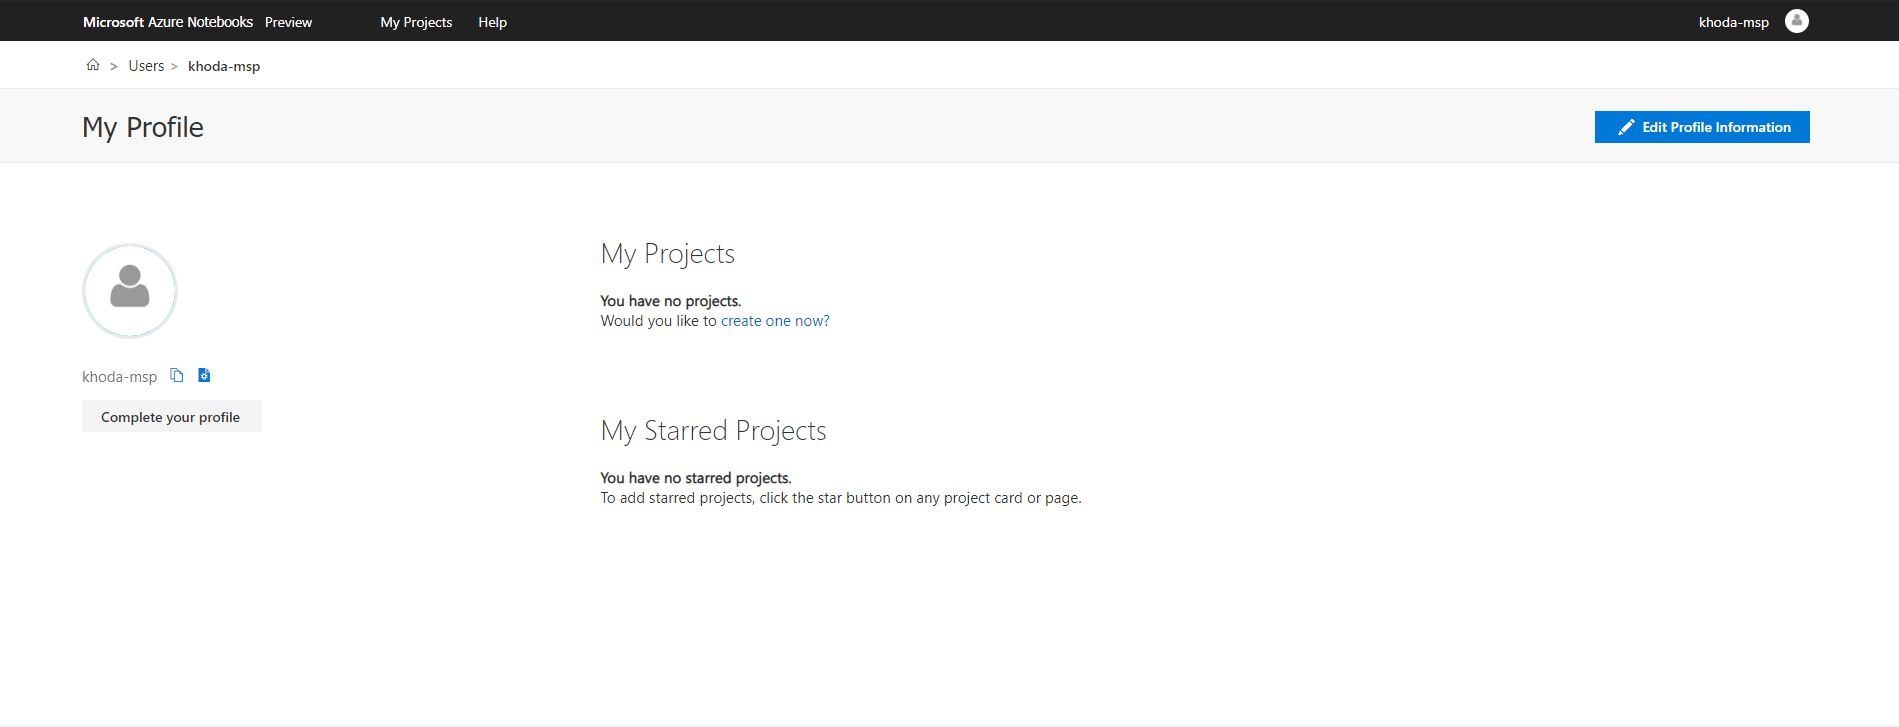 Microsoft Azure Notebooks Preview My Projects Help khoda-msp
> Users > khoda-msp
My Profile
Edit Profile Information
My Projects
You have no projects.
Would you like to create one now?
khoda-msp
Complete your profile
My Starred Projects
You have no starred projects.
To add starred projects, click the star button on any project card or page.